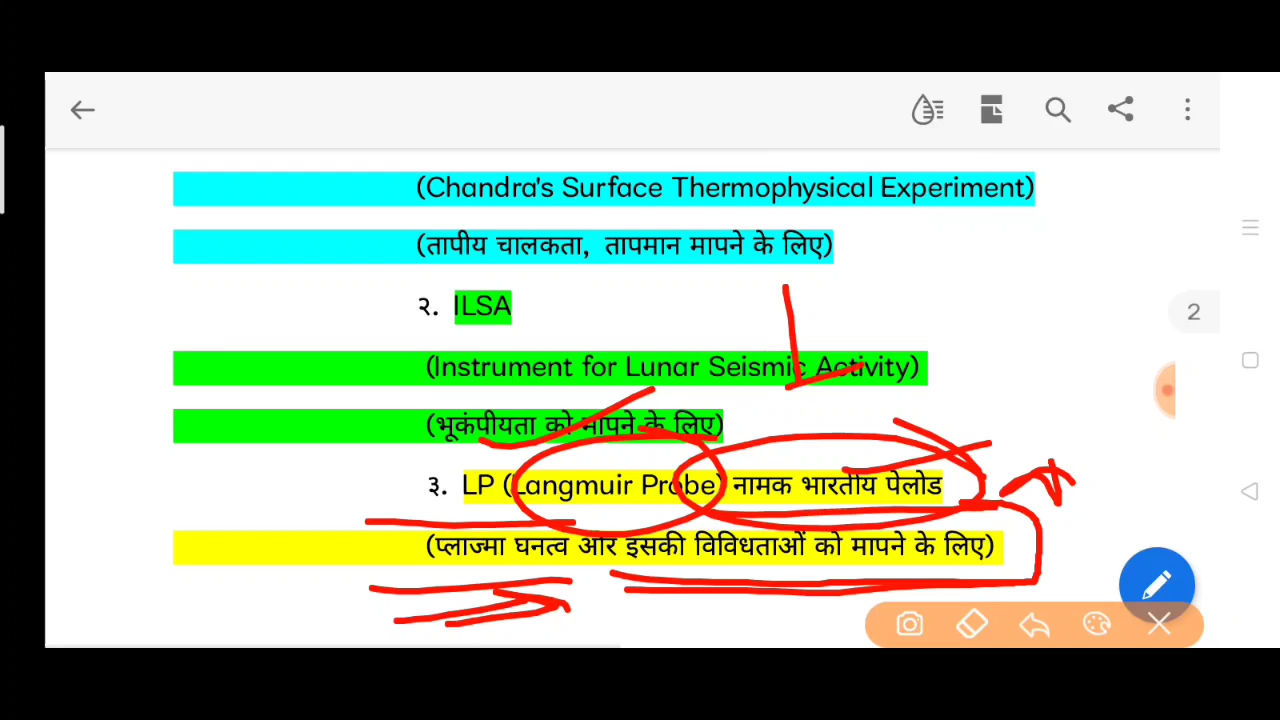 (Chandra's Surface Thermophysical Experiment)
(तापीय चालकता, तापमान मापने के लिए)
२. ILSA
2
(Instrument for Lunar Seismic Activity)
(भूकंपीयता को मापने के लिए)
३. LP (Langmuir Probe) नामक भारतीय पेलोड
(प्लाज्मा घनत्व और इसकी विविधताओं को मापने के लिए)